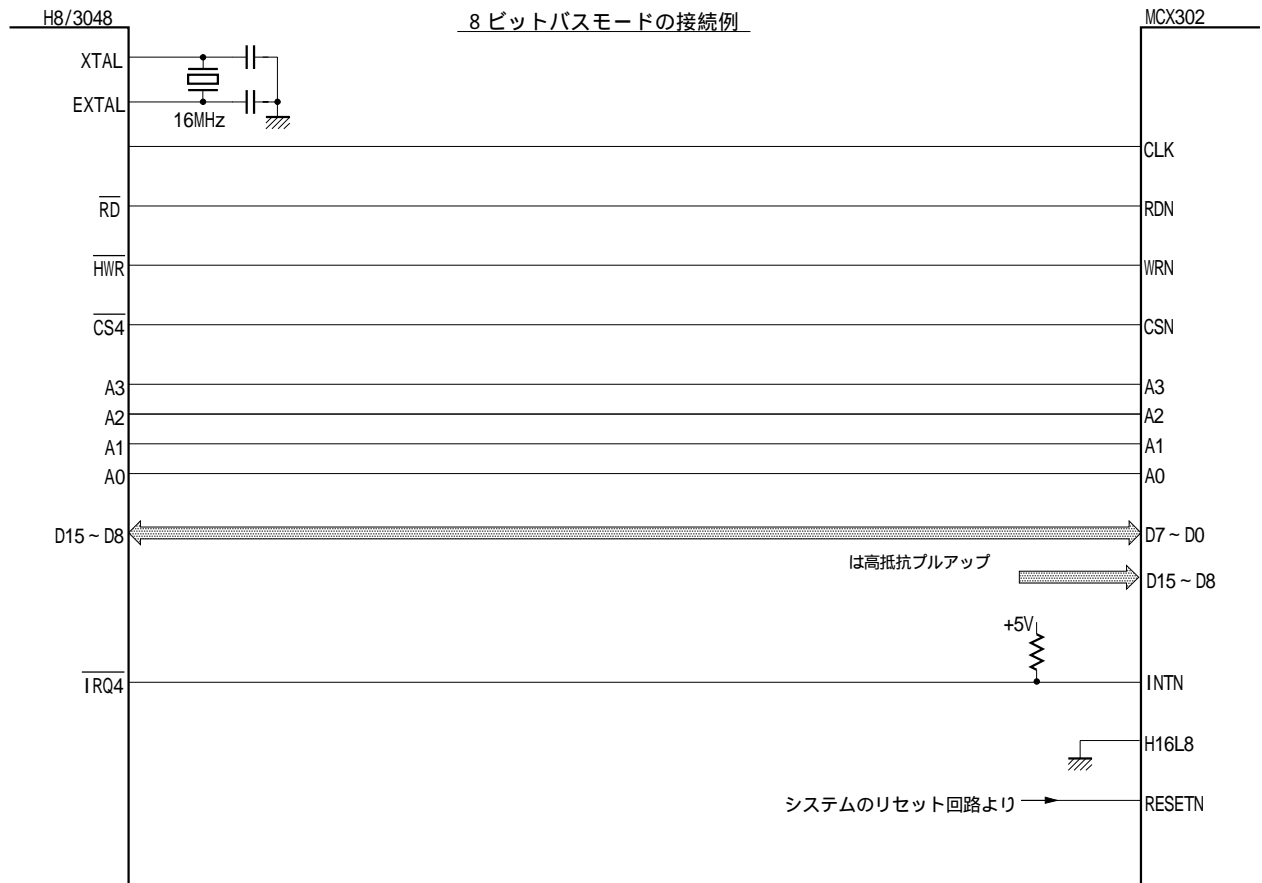 H8/3048
8 ビットバスモードの接続例
MCX302
XTAL
EXTAL
16MHz
CLK
RD
RDN
HWR
WRN
CS4
CSN
A3
A3
A2
A2
A1
A1
A0
A0
D15 ~ D8
D7 ~ D0
は高抵抗プルアップ
D15 ~ D8
+5V
IRQ4
INTN
H16L8
システムのリセット回路より
RESETN